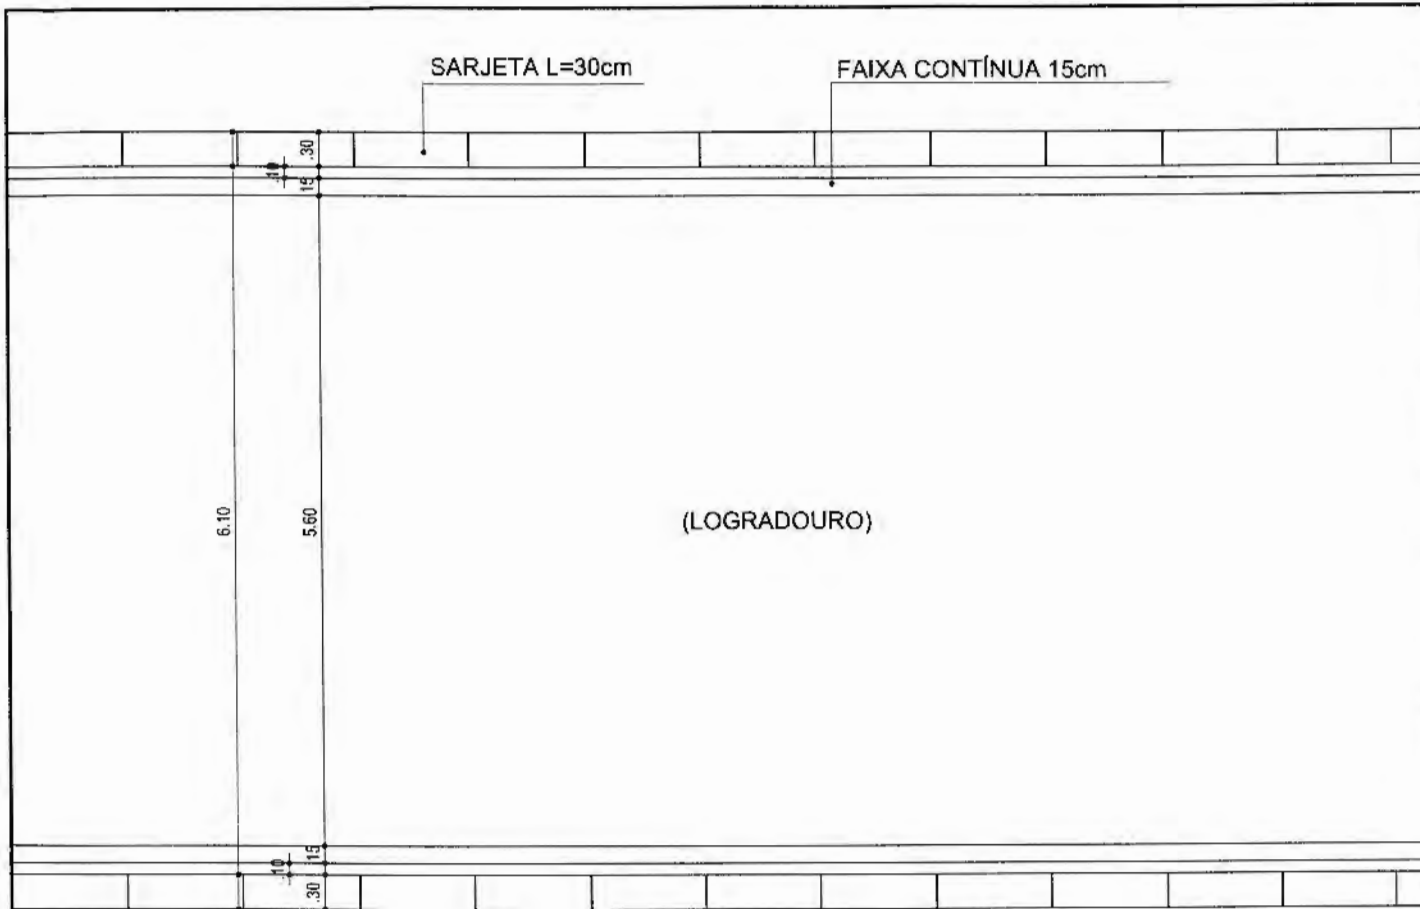 SARJETA L=30cm
FAIXA CONTÍNUA 15cm
.30
.10
.15
6.10
5.60
(LOGRADOURO)
.15
.10
.30